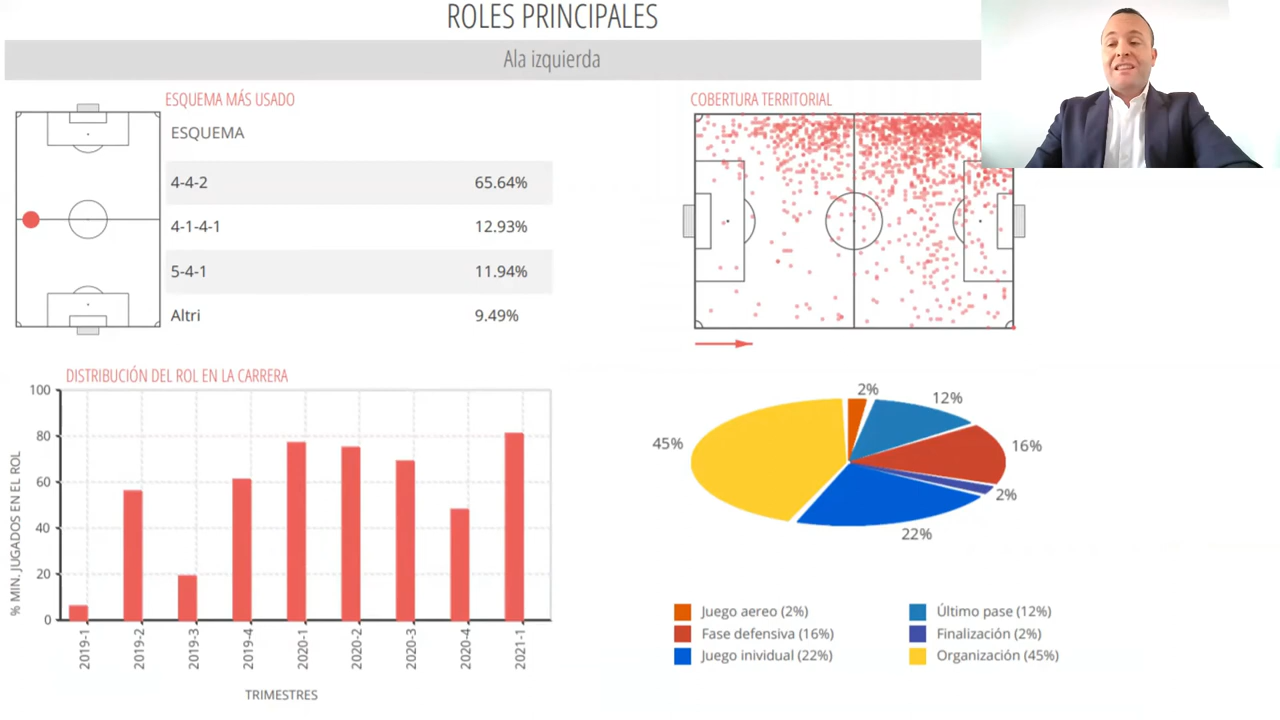 ROLES PRINCIPALES
Ala izquierda
ESQUEMA MÁS USADO
ESQUEMA
4-4-2 65.64%
4-1-4-1 12.93%
5-4-1 11.94%
Altri 9.49%
COBERTURA TERRITORIAL
DISTRIBUCIÓN DEL ROL EN LA CARRERA
% MIN. JUGADOS EN EL ROL
100
80
60
40
20
0
2019-1 2019-2 2019-3 2019-4 2020-1 2020-2 2020-3 2020-4 2021-1
TRIMESTRES
2%
12%
45%
16%
2%
22%
Juego aereo (2%) Último pase (12%)
Fase defensiva (16%) Finalización (2%)
Juego inividual (22%) Organización (45%)